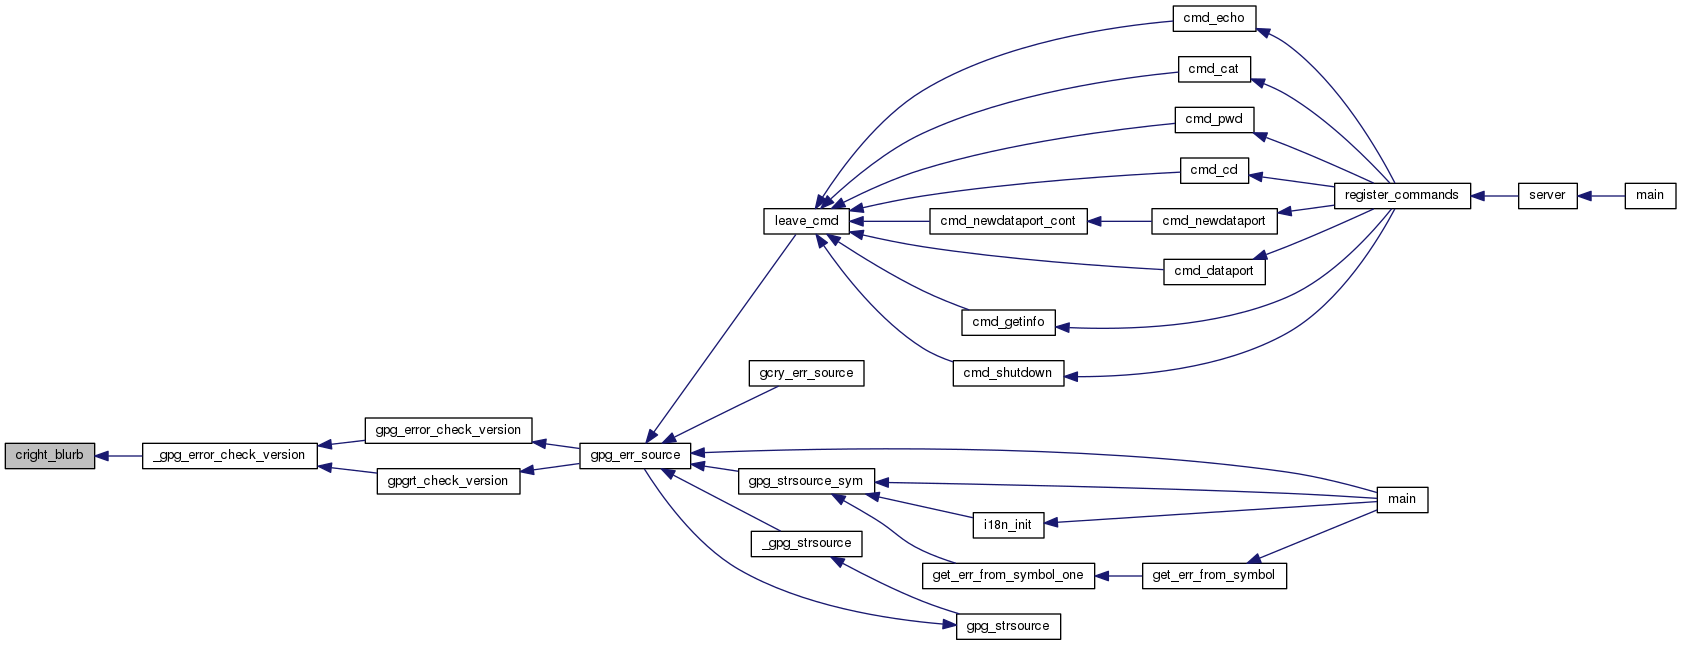 cmd_echo
cmd_cat
cmd_pwd
cmd_cd
register_commands
server
main
leave_cmd
cmd_newdataport_cont
cmd_newdataport
cmd_dataport
cmd_getinfo
cmd_shutdown
gcry_err_source
gpg_error_check_version
cright_blurb
_gpg_error_check_version
gpg_err_source
gpgrt_check_version
gpg_strsource_sym
main
i18n_init
_gpg_strsource
get_err_from_symbol_one
get_err_from_symbol
gpg_strsource